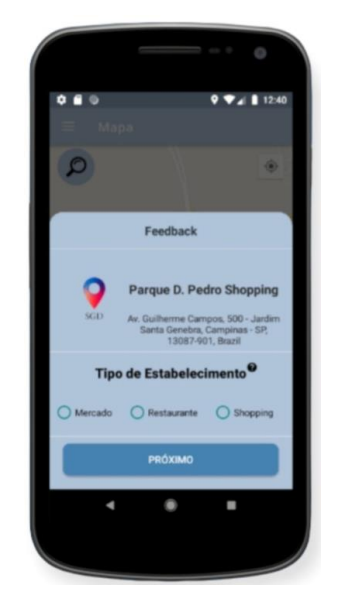 12:40
Mapa
Feedback
Parque D. Pedro Shopping
SGD
Av. Guilherme Campos, 500 - Jardim
Santa Genebra, Campinas - SP,
13087-901, Brazil
Tipo de Estabelecimento?
Mercado
Restaurante
Shopping
PRÓXIMO